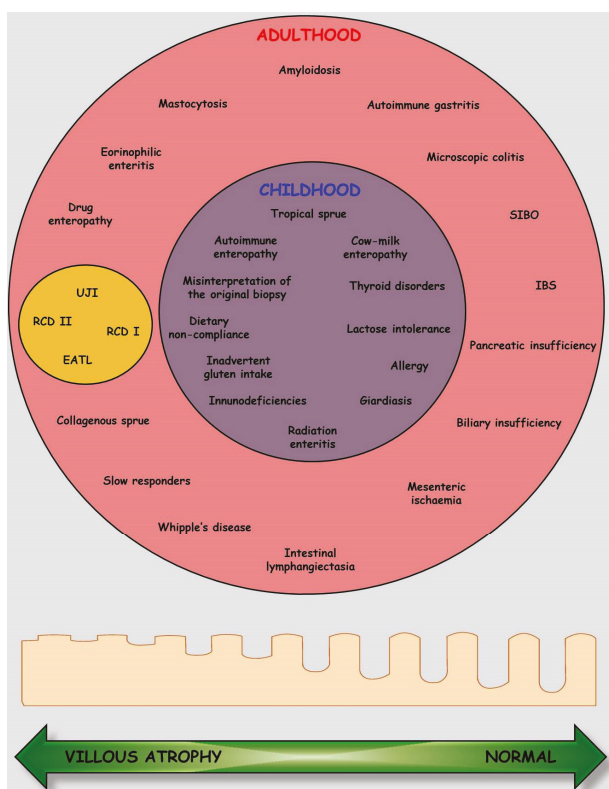 ADULTHOOD
Amyloidosis
Mastocytosis
Autoimmune gastritis
Eorinophilic
enteritis
Microscopic colitis
Drug
enteropathy
SIBO
IBS
Pancreatic insufficiency
Biliary insufficiency
Mesenteric
ischaemia
Intestinal
lymphangiectasia
Whipple's disease
Slow responders
Collagenous sprue
UJI
RCD II
RCD I
EATL
CHILDHOOD
Tropical sprue
Autoimmune
enteropathy
Cow-milk
enteropathy
Misinterpretation of
the original biopsy
Thyroid disorders
Dietary
non-compliance
Lactose intolerance
Inadvertent
gluten intake
Allergy
Innunodeficiencies
Giardiasis
Radiation
enteritis
VILLOUS ATROPHY
NORMAL